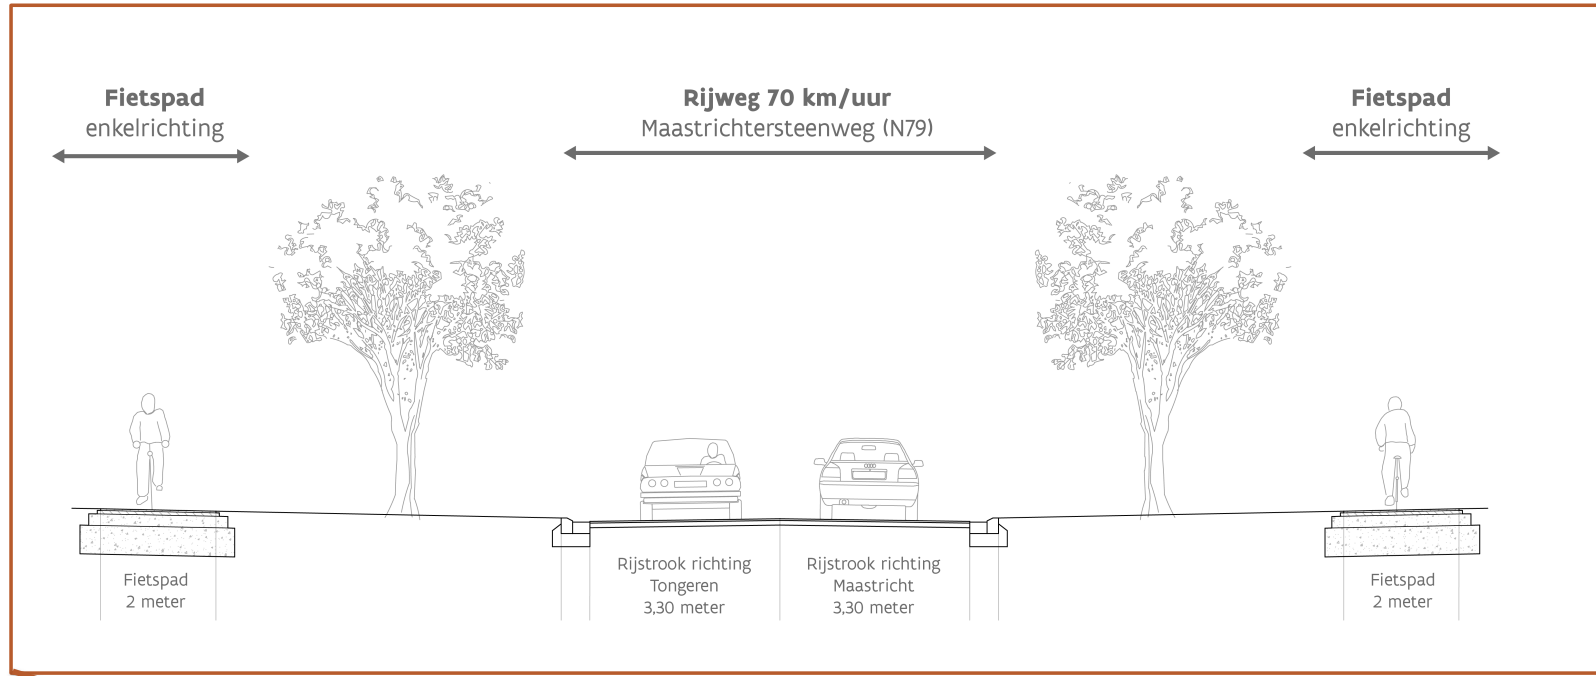 Fietspad
enkelrichting
Rijweg 70 km/uur
Maastrichtersteenweg (N79)
Fietspad
enkelrichting
Fietspad
2 meter
Rijstrook richting
Tongeren
3,30 meter
Rijstrook richting
Maastricht
3,30 meter
Fietspad
2 meter